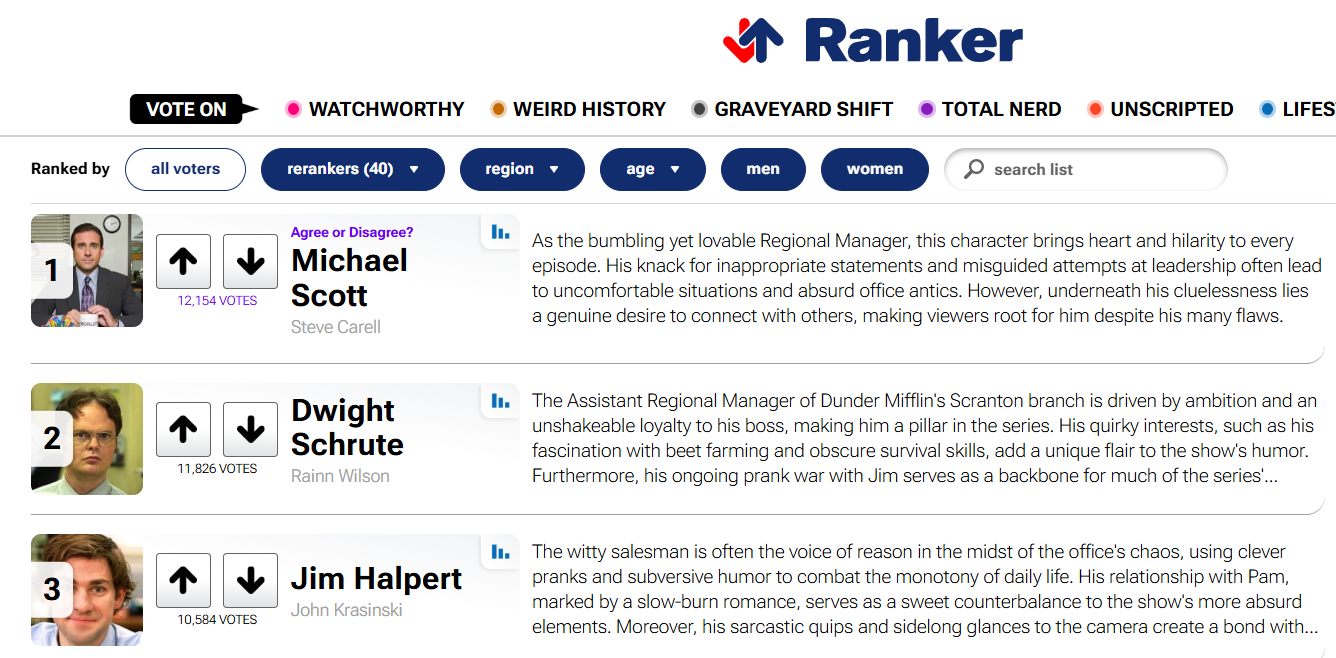 Ranker
VOTE ON
WATCHWORTHY
WEIRD HISTORY
GRAVEYARD SHIFT
TOTAL NERD
UNSCRIPTED
LIFES
Ranked by
all voters
rerankers (40)
region
age
men
women
search list
1
12,154 VOTES
Agree or Disagree?
Michael
Scott
Steve Carell
As the bumbling yet lovable Regional Manager, this character brings heart and hilarity to every
episode. His knack for inappropriate statements and misguided attempts at leadership often lead
to uncomfortable situations and absurd office antics. However, underneath his cluelessness lies
a genuine desire to connect with others, making viewers root for him despite his many flaws.
2
11,826 VOTES
Dwight
Schrute
Rainn Wilson
The Assistant Regional Manager of Dunder Mifflin's Scranton branch is driven by ambition and an
unshakeable loyalty to his boss, making him a pillar in the series. His quirky interests, such as his
fascination with beet farming and obscure survival skills, add a unique flair to the show's humor.
Furthermore, his ongoing prank war with Jim serves as a backbone for much of the series'...
3
10,584 VOTES
Jim Halpert
John Krasinski
The witty salesman is often the voice of reason in the midst of the office's chaos, using clever
pranks and subversive humor to combat the monotony of daily life. His relationship with Pam,
marked by a slow-burn romance, serves as a sweet counterbalance to the show's more absurd
elements. Moreover, his sarcastic quips and sidelong glances to the camera create a bond with...